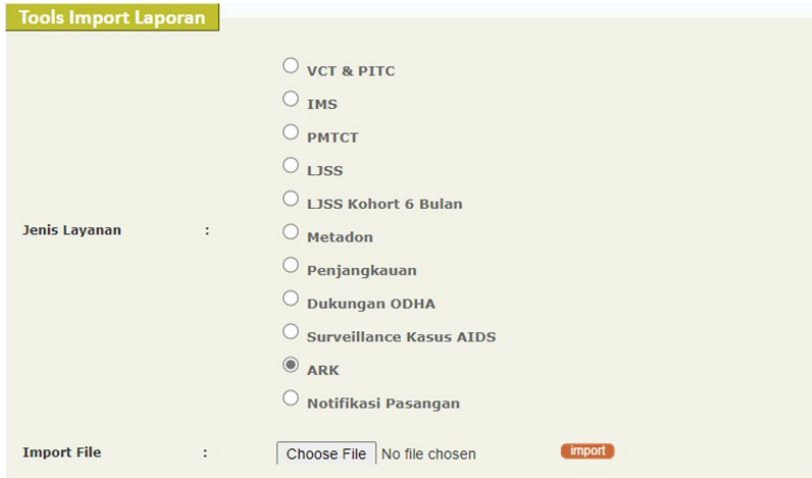 Tools Import Laporan
VCT & PITC
IMS
PMTCT
LJSS
LJSS Kohort 6 Bulan
Jenis Layanan :
Metadon
Penjangkauan
Dukungan ODHA
Surveillance Kasus AIDS
ARK
Notifikasi Pasangan
Import File : Choose File No file chosen import